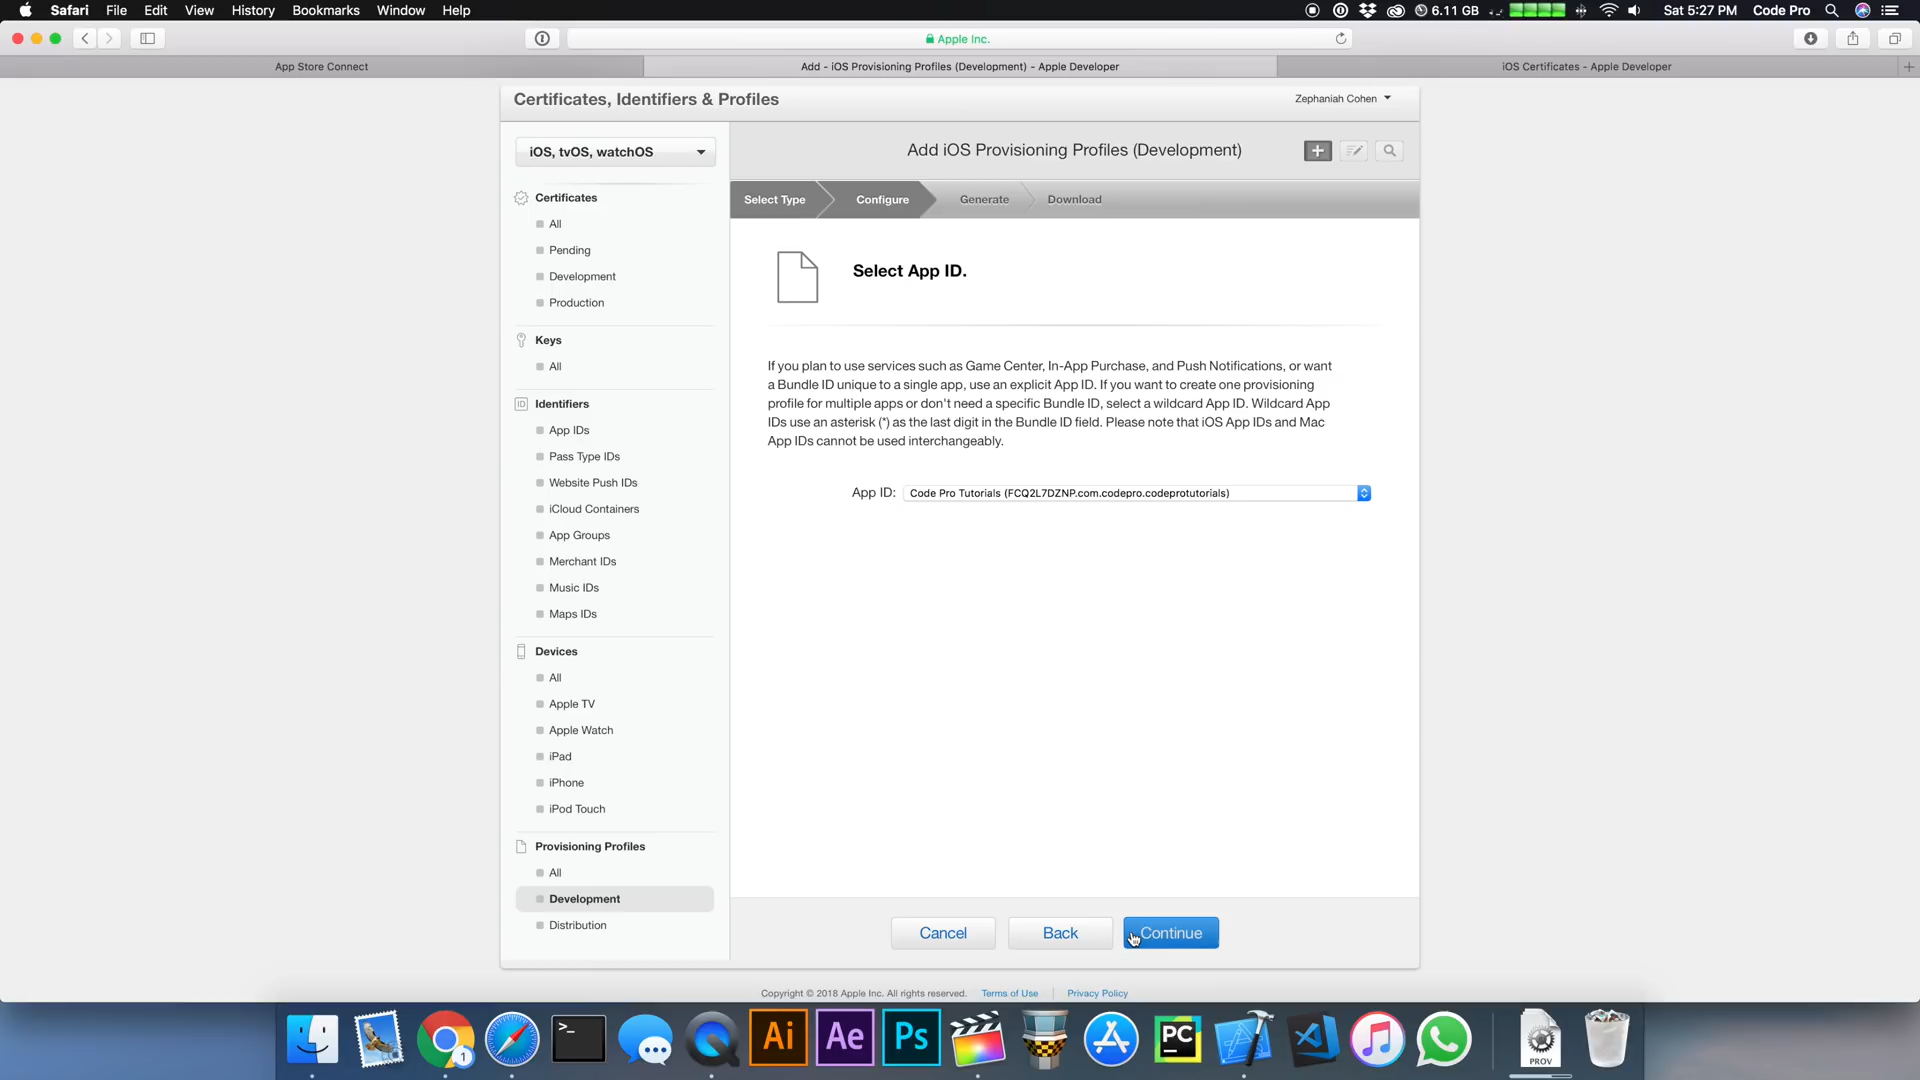 Safari File Edit View History Bookmarks Window Help 6.11 GB Sat 5:27 PM Code Pro
Apple Inc.
App Store Connect Add - iOS Provisioning Profiles (Development) - Apple Developer iOS Certificates - Apple Developer
Certificates, Identifiers & Profiles Zephaniah Cohen
iOS, tvOS, watchOS
Add iOS Provisioning Profiles (Development)
Select Type Configure Generate Download
Certificates
All
Pending
Development
Production
Keys
All
ID Identifiers
App IDs
Pass Type IDs
Website Push IDs
iCloud Containers
App Groups
Merchant IDs
Music IDs
Maps IDs
Devices
All
Apple TV
Apple Watch
iPad
iPhone
iPod Touch
Provisioning Profiles
All
Development
Distribution
Select App ID.
If you plan to use services such as Game Center, In-App Purchase, and Push Notifications, or want
a Bundle ID unique to a single app, use an explicit App ID. If you want to create one provisioning
profile for multiple apps or don't need a specific Bundle ID, select a wildcard App ID. Wildcard App
IDs use an asterisk (*) as the last digit in the Bundle ID field. Please note that iOS App IDs and Mac
App IDs cannot be used interchangeably.
App ID: Code Pro Tutorials (FCQ2L7DZNP.com.codepro.codeprotutorials)
Cancel Back Continue
Copyright © 2018 Apple Inc. All rights reserved. Terms of Use Privacy Policy
>_ 1 Ai Ae Ps PC PROV